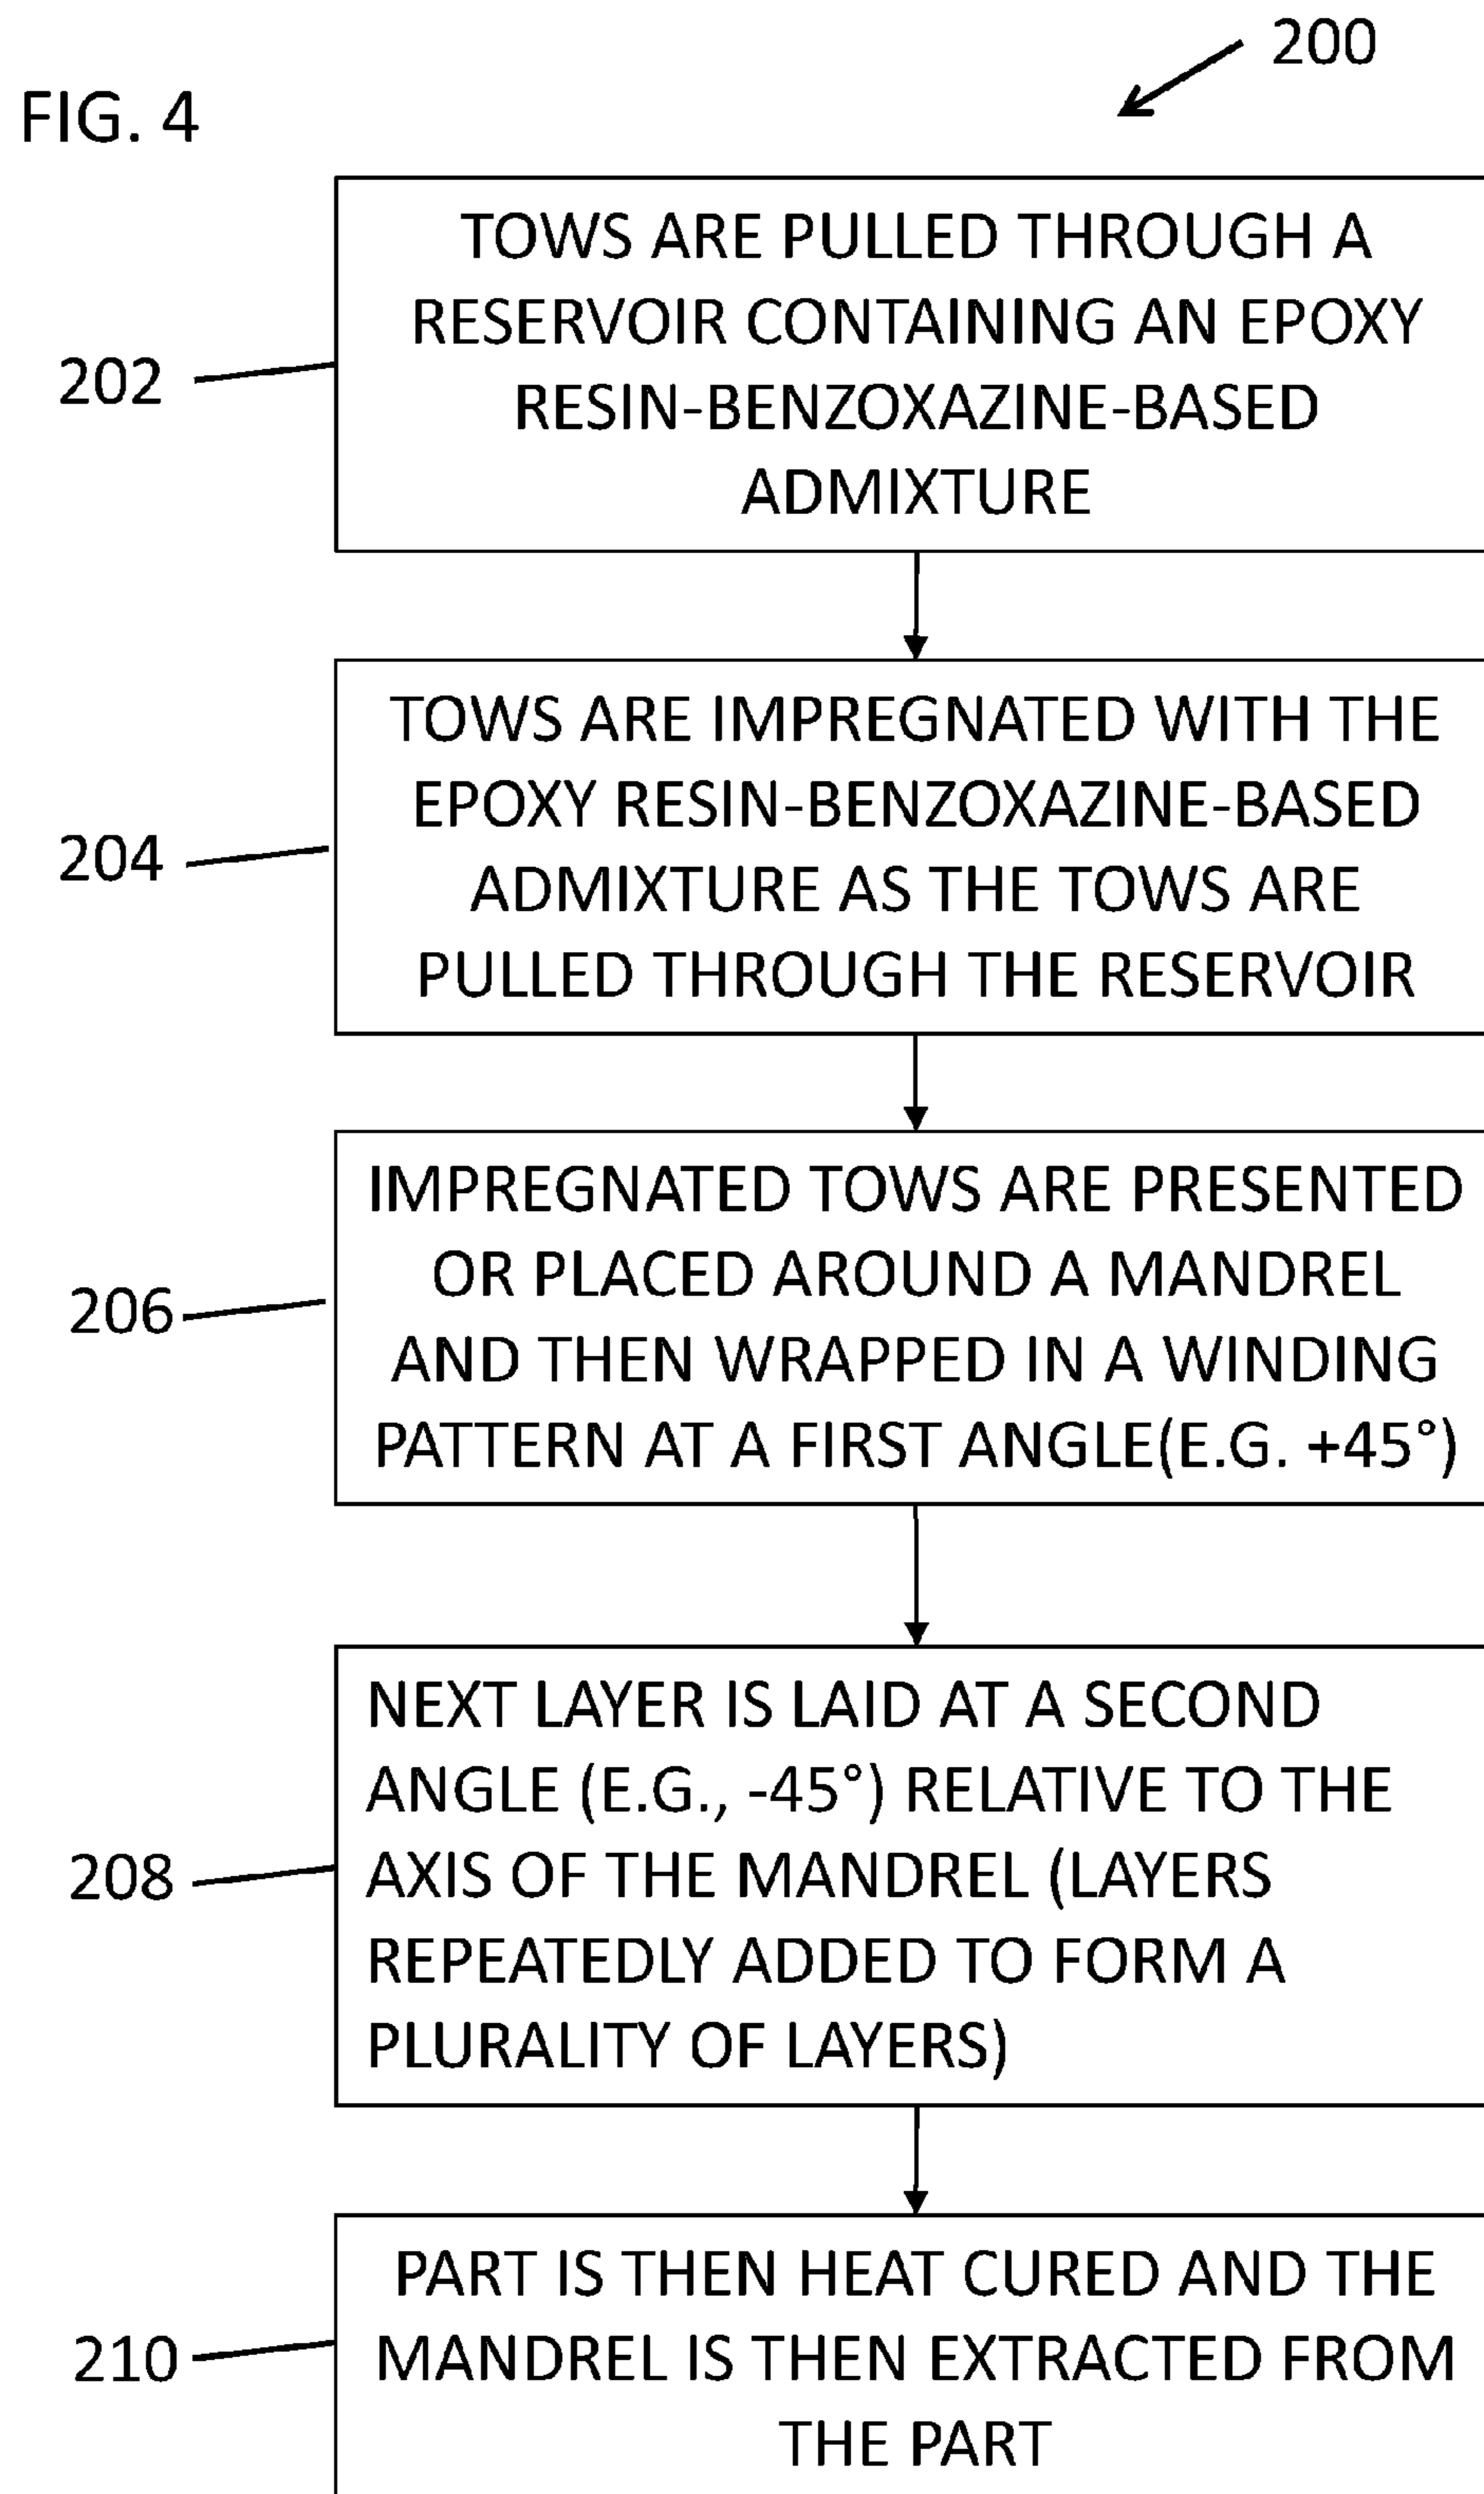 200
FIG. 4
TOWS ARE PULLED THROUGH A
RESERVOIR CONTAINING AN EPOXY
RESIN-BENZOXAZINE-BASED
ADMIXTURE
202
TOWS ARE IMPREGNATED WITH THE
EPOXY RESIN-BENZOXAZINE-BASED
ADMIXTURE AS THE TOWS ARE
PULLED THROUGH THE RESERVOIR
204
IMPREGNATED TOWS ARE PRESENTED
OR PLACED AROUND A MANDREL
AND THEN WRAPPED IN A WINDING
PATTERN AT A FIRST ANGLE(E.G. +45°)
206
NEXT LAYER IS LAID AT A SECOND
ANGLE (E.G., -45°) RELATIVE TO THE
AXIS OF THE MANDREL (LAYERS
REPEATEDLY ADDED TO FORM A
PLURALITY OF LAYERS)
208
PART IS THEN HEAT CURED AND THE
MANDREL IS THEN EXTRACTED FROM
THE PART
210